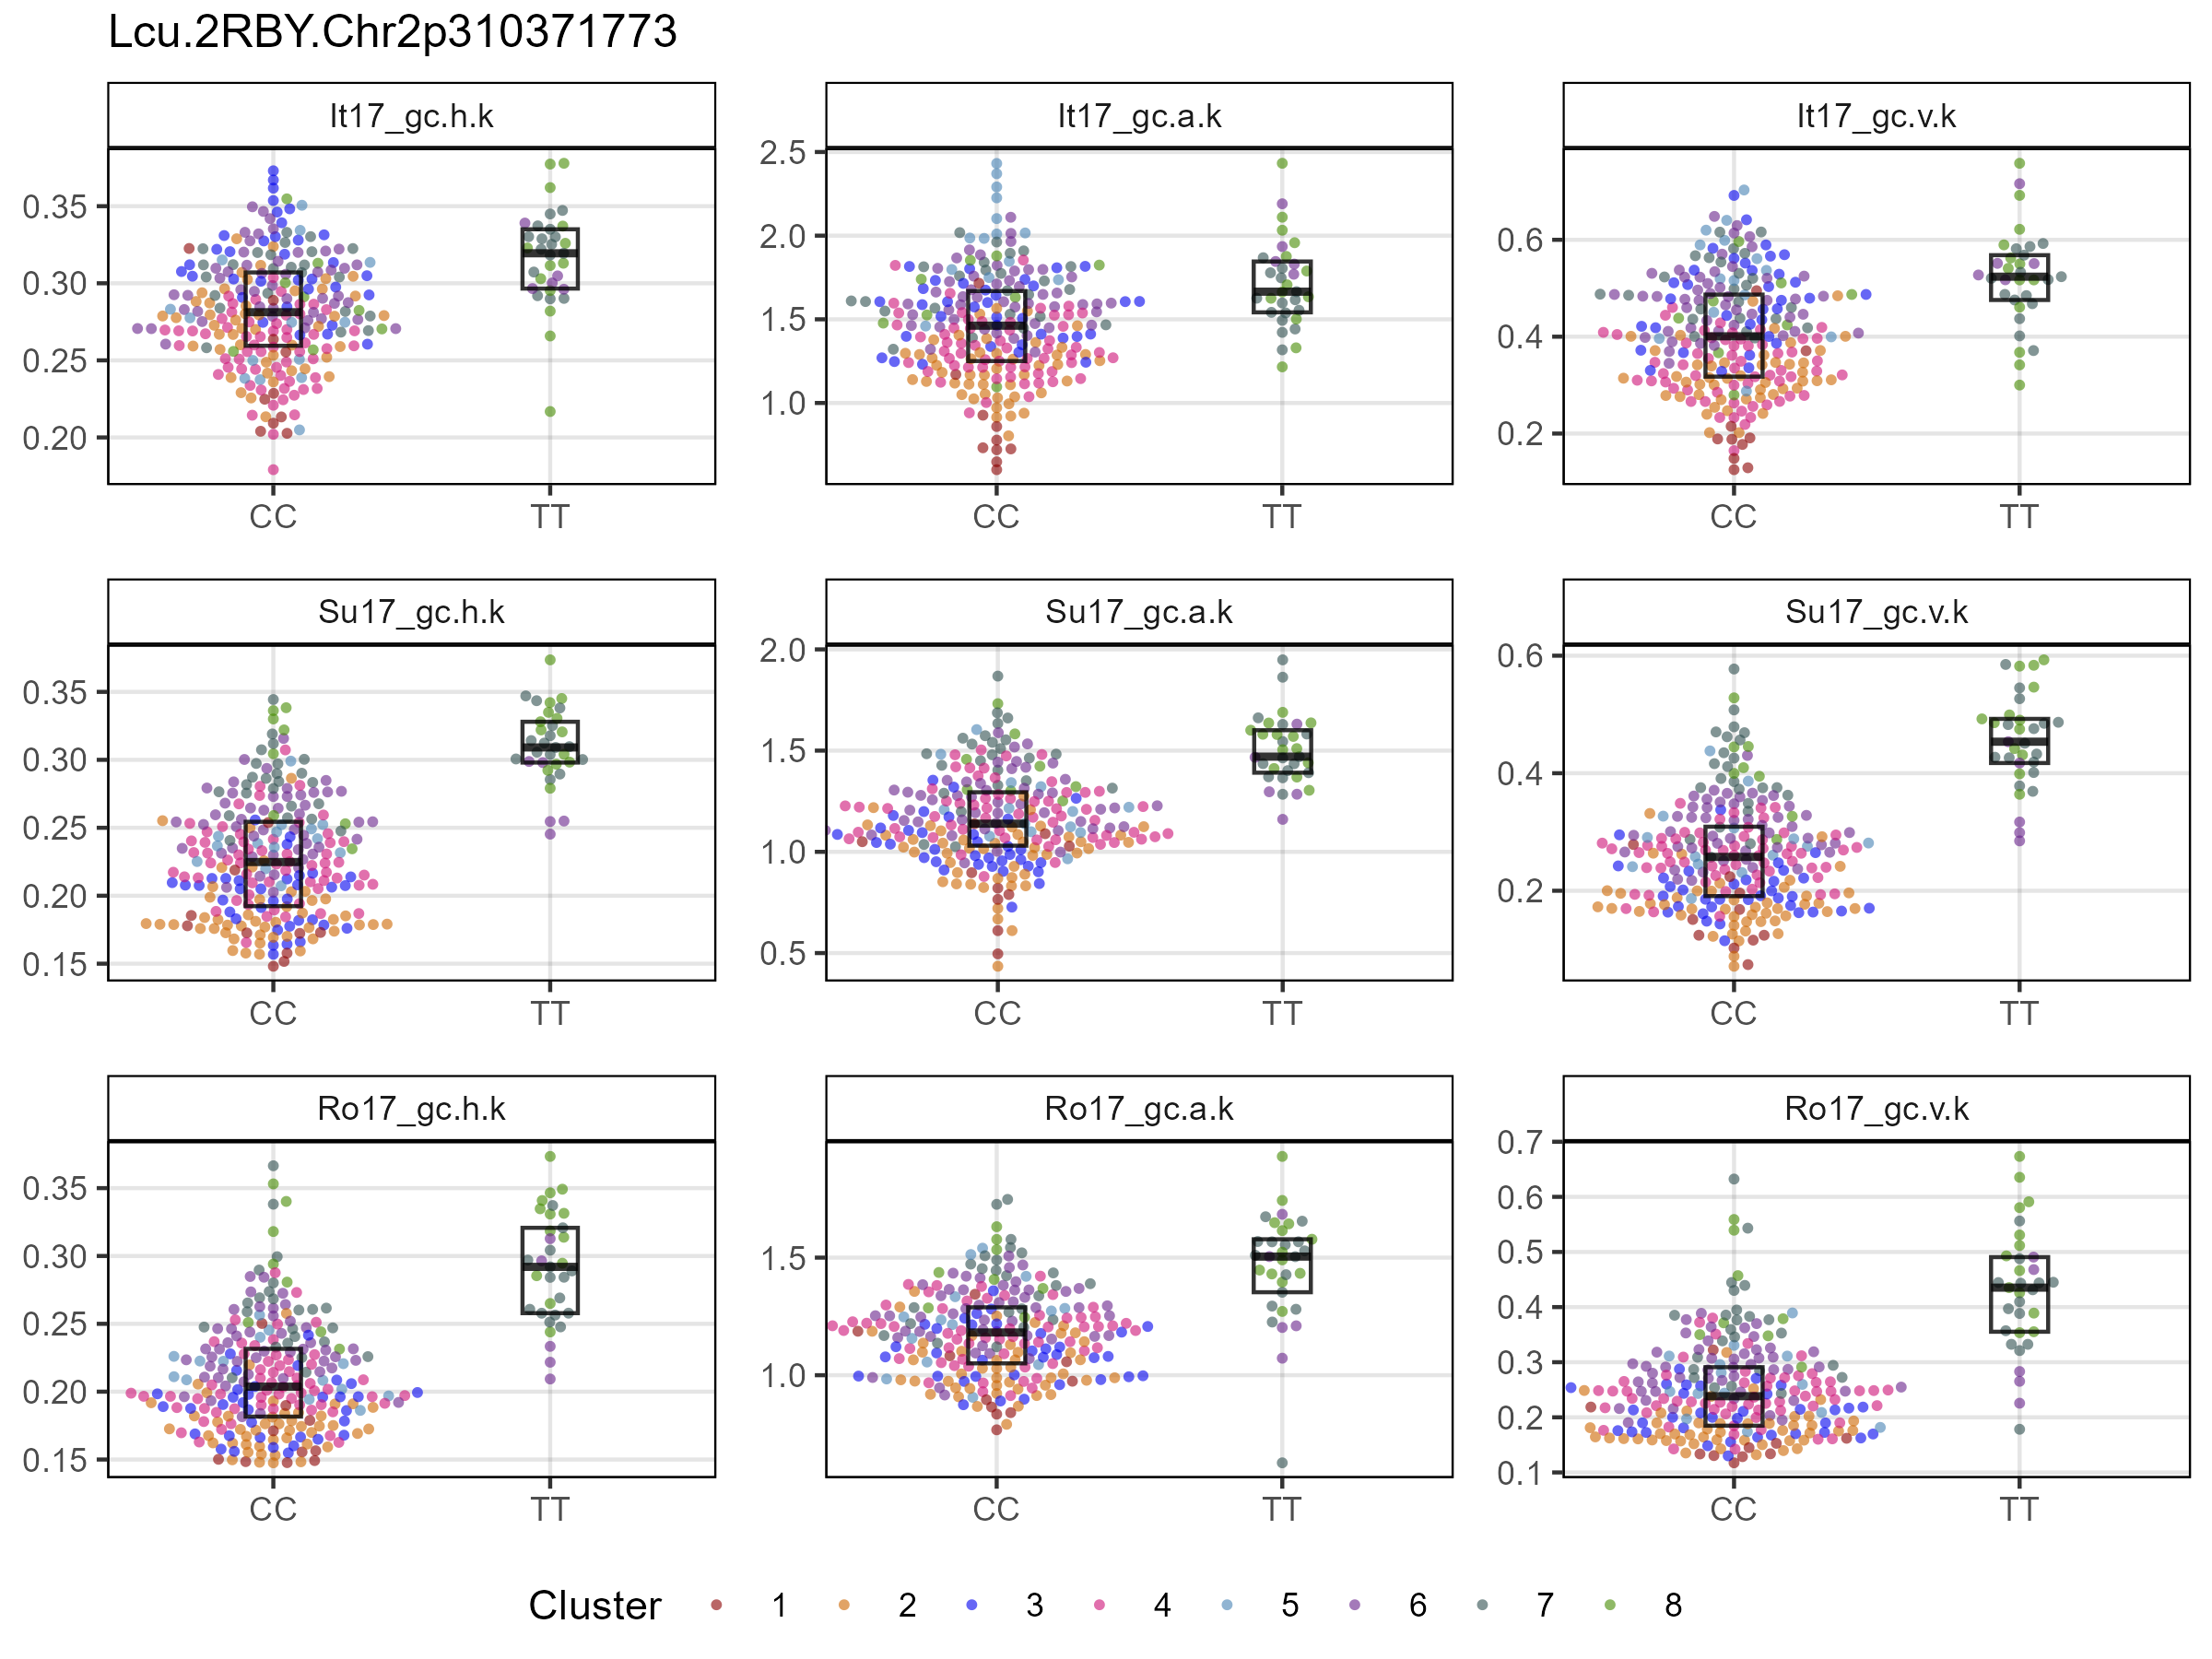 Lcu.2RBY.Chr2p310371773
It17_gc.h.k
It17_gc.a.k
It17_gc.v.k
0.35
0.30
0.25
0.20
CC
TT
2.5
2.0
1.5
1.0
CC
TT
0.6
0.4
0.2
CC
TT
Su17_gc.h.k
Su17_gc.a.k
Su17_gc.v.k
0.35
0.30
0.25
0.20
0.15
CC
TT
2.0
1.5
1.0
0.5
CC
TT
0.6
0.4
0.2
CC
TT
Ro17_gc.h.k
Ro17_gc.a.k
Ro17_gc.v.k
0.35
0.30
0.25
0.20
0.15
CC
TT
1.5
1.0
CC
TT
0.7
0.6
0.5
0.4
0.3
0.2
0.1
CC
TT
Cluster 1 2 3 4 5 6 7 8